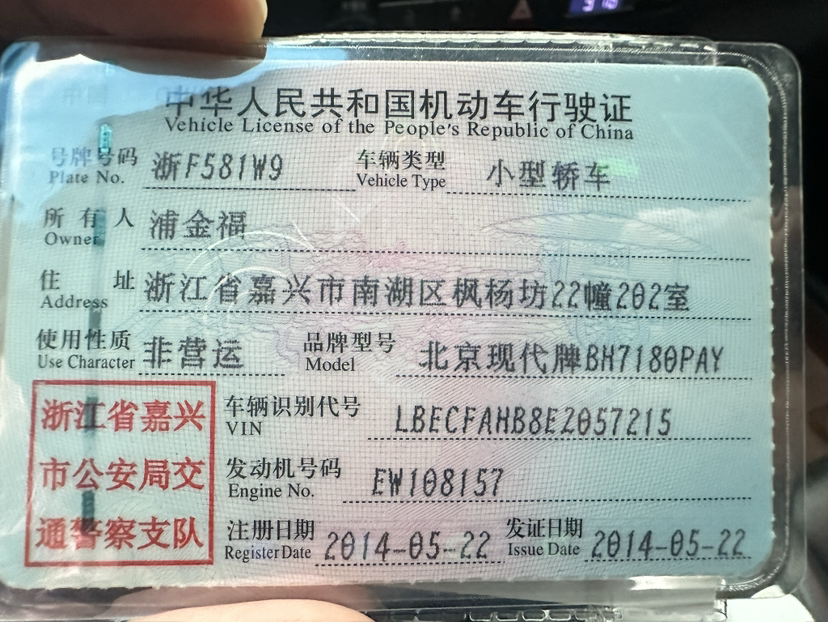 中华人民共和国机动车行驶证
Vehicle License of the People's Republic of China
号牌号码 浙F581W9 车辆类型 小型轿车
Plate No. Vehicle Type
所有人 浦金福
Owner
住址 浙江省嘉兴市南湖区枫杨坊22幢202室
Address
使用性质 非营运 品牌型号 北京现代牌BH7180PAY
Use Character Model
浙江省嘉兴
市公安局交
通警察支队
车辆识别代号 LBECFAHB8E2057215
VIN
发动机号码 EW108157
Engine No.
注册日期 2014-05-22 发证日期 2014-05-22
Register Date Issue Date